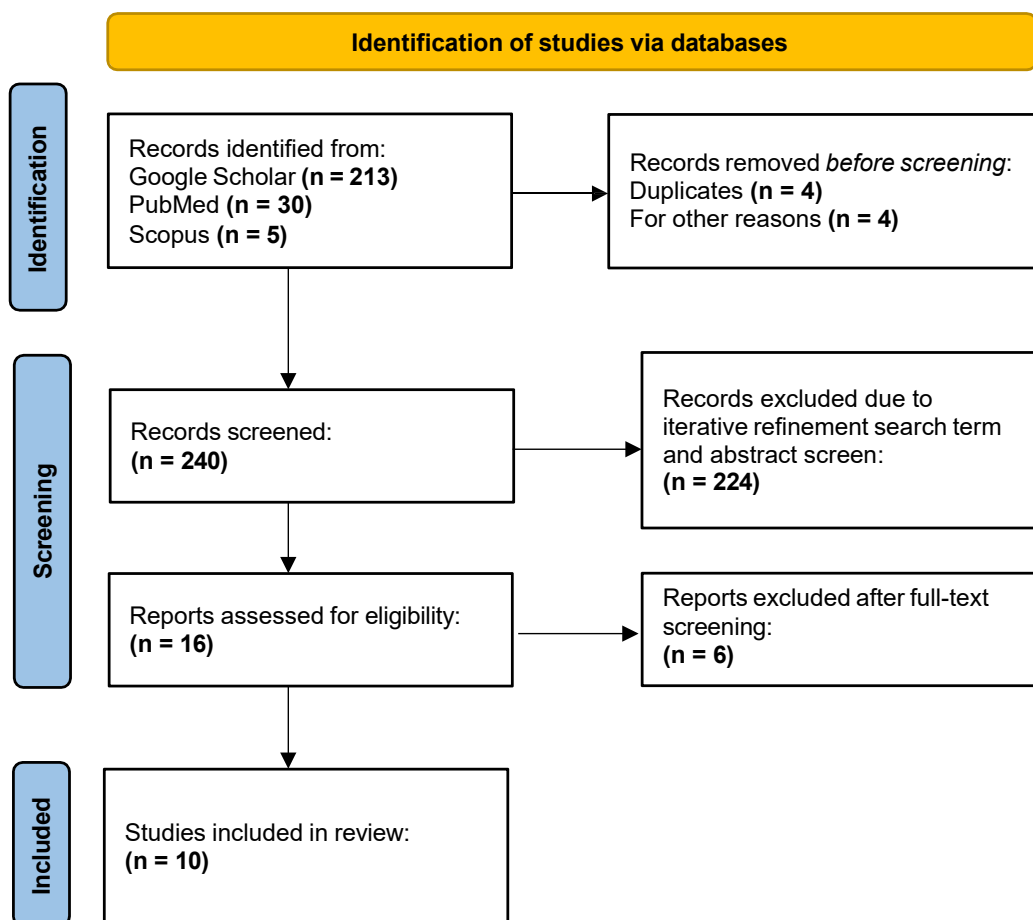 Identification of studies via databases
Identification
Records identified from:
Google Scholar (n = 213)
PubMed (n = 30)
Scopus (n = 5)
Records removed before screening:
Duplicates (n = 4)
For other reasons (n = 4)
Screening
Records screened:
(n = 240)
Records excluded due to
iterative refinement search term
and abstract screen:
(n = 224)
Reports assessed for eligibility:
(n = 16)
Reports excluded after full-text
screening:
(n = 6)
Included
Studies included in review:
(n = 10)